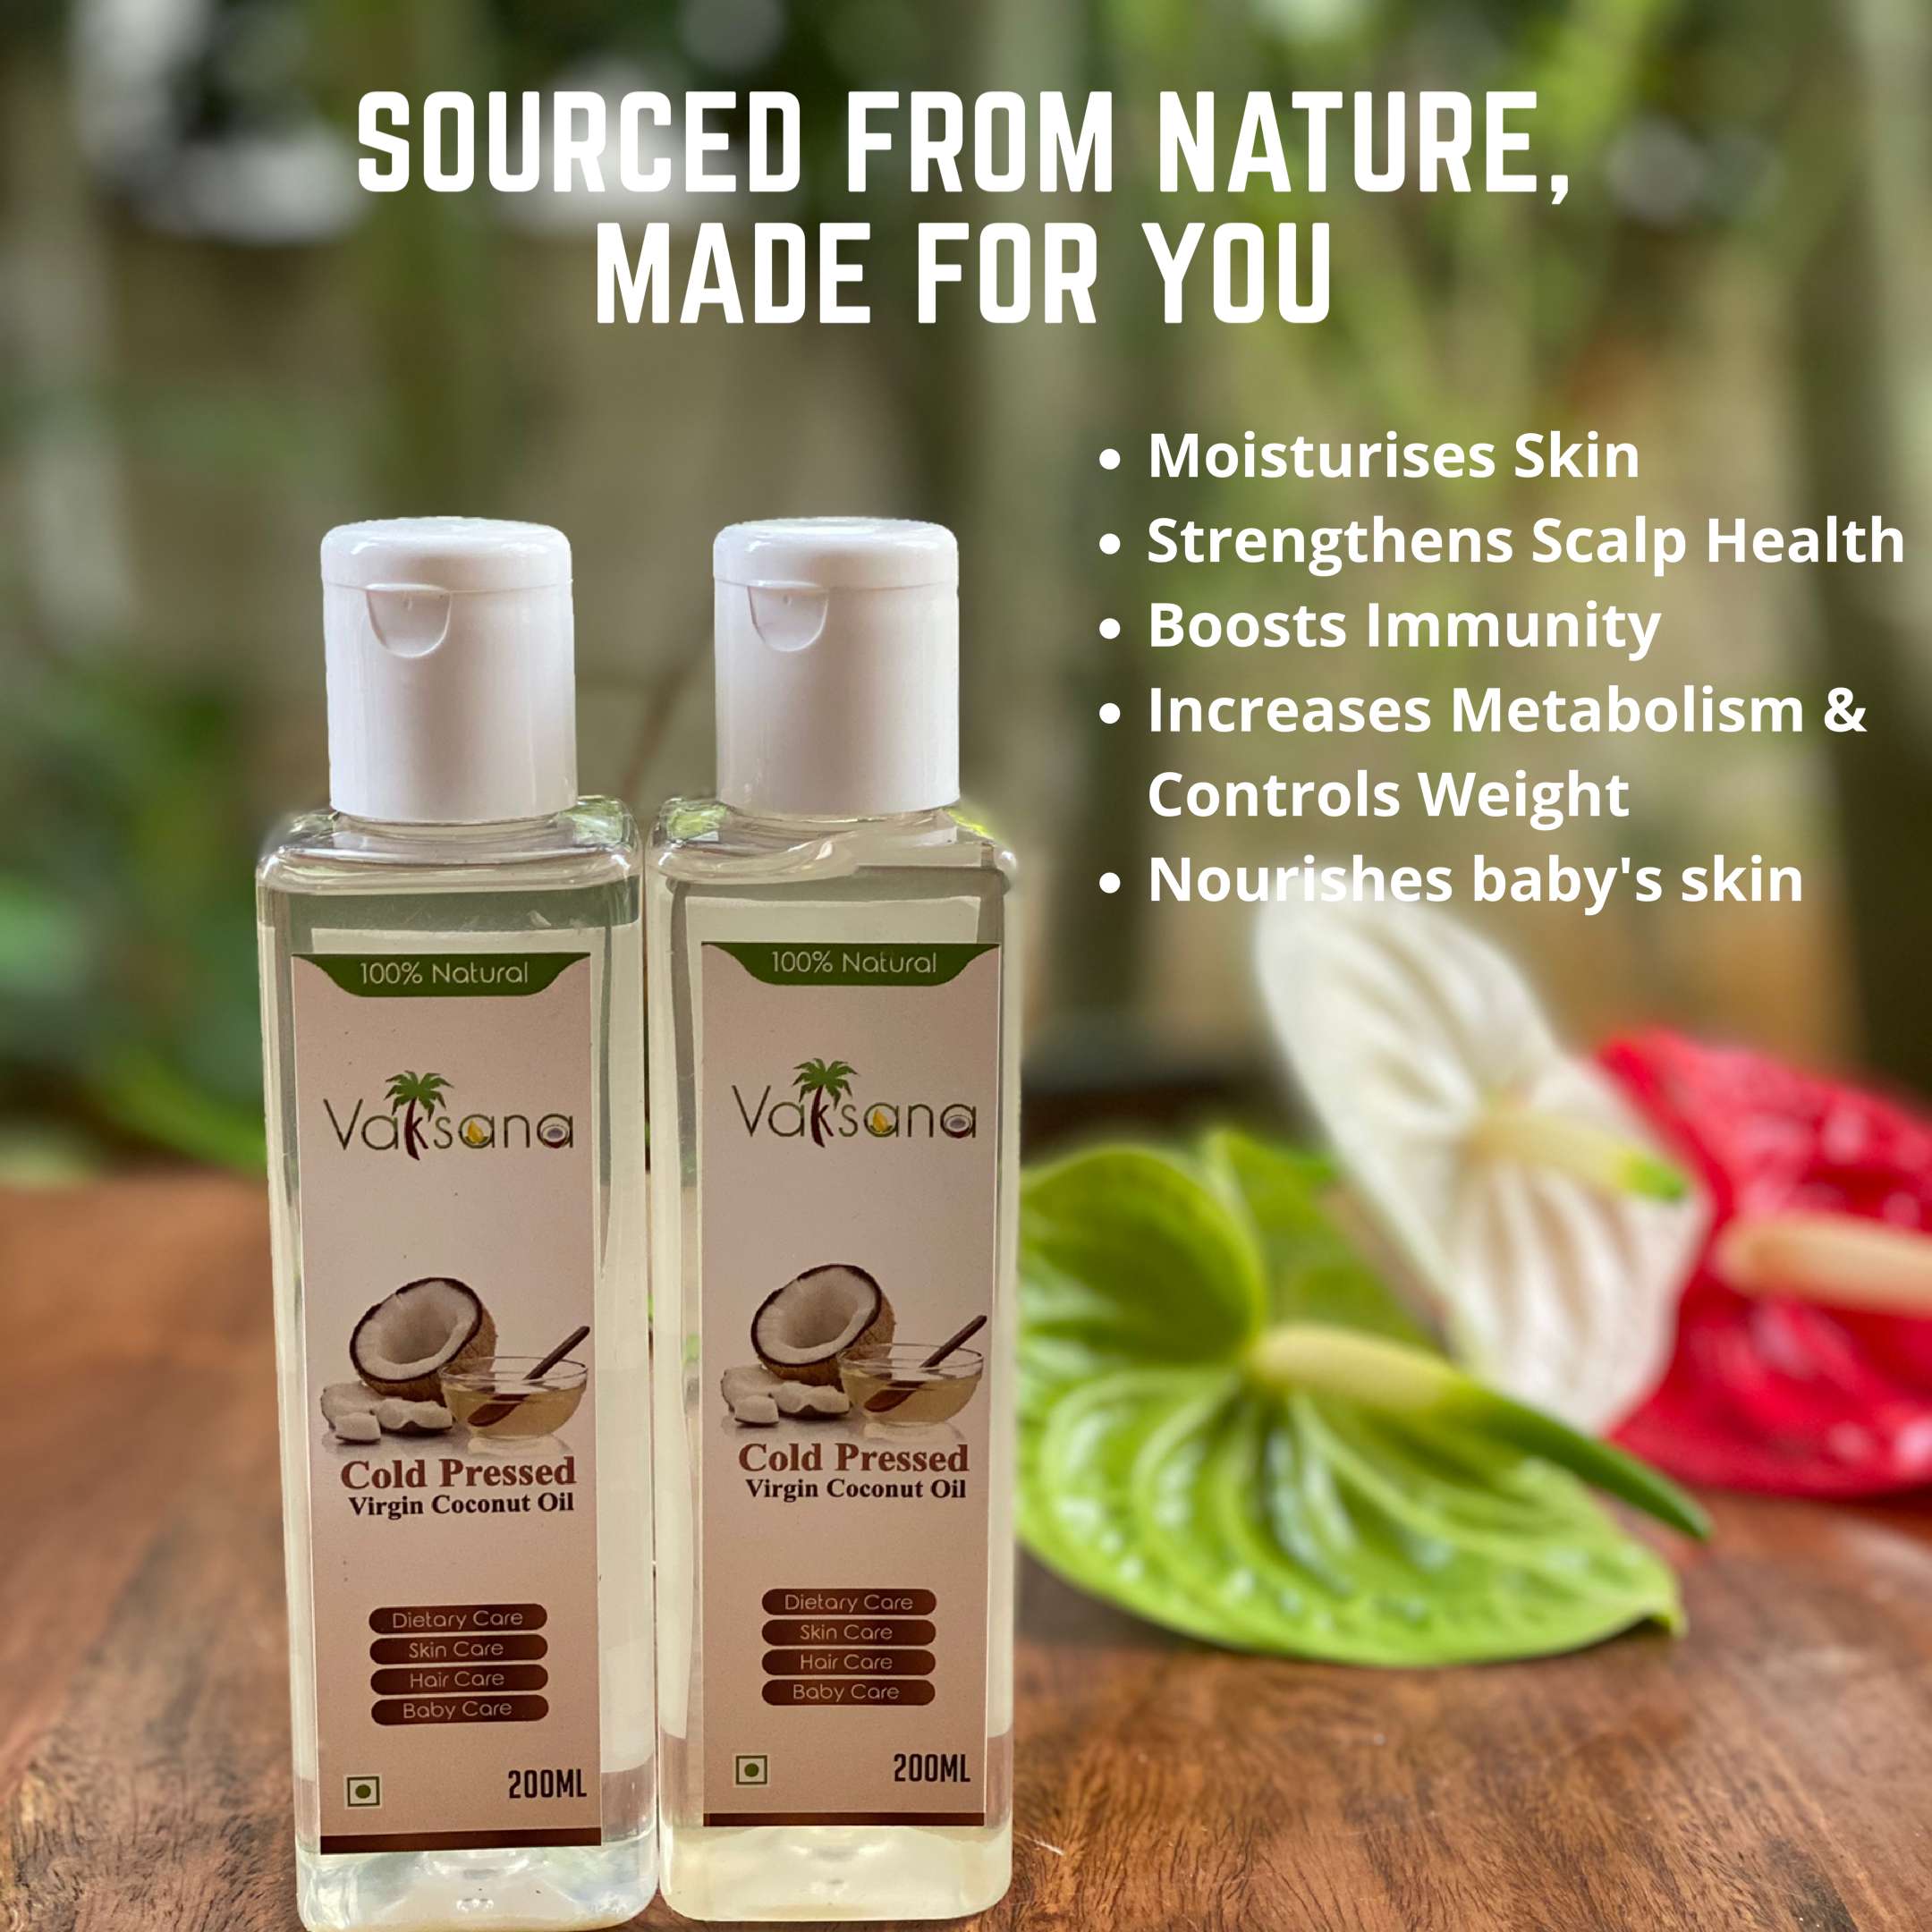 SOURCED FROM NATURE,
MADE FOR YOU
• Moisturises Skin
• Strengthens Scalp Health
• Boosts Immunity
• Increases Metabolism &
Controls Weight
• Nourishes baby's skin
100% Natural
Vaksana
Cold Pressed
Virgin Coconut Oil
Dietary Care
Skin Care
Hair Care
Baby Care
200ML
100% Natural
Vaksana
Cold Pressed
Virgin Coconut Oil
Dietary Care
Skin Care
Hair Care
Baby Care
200ML